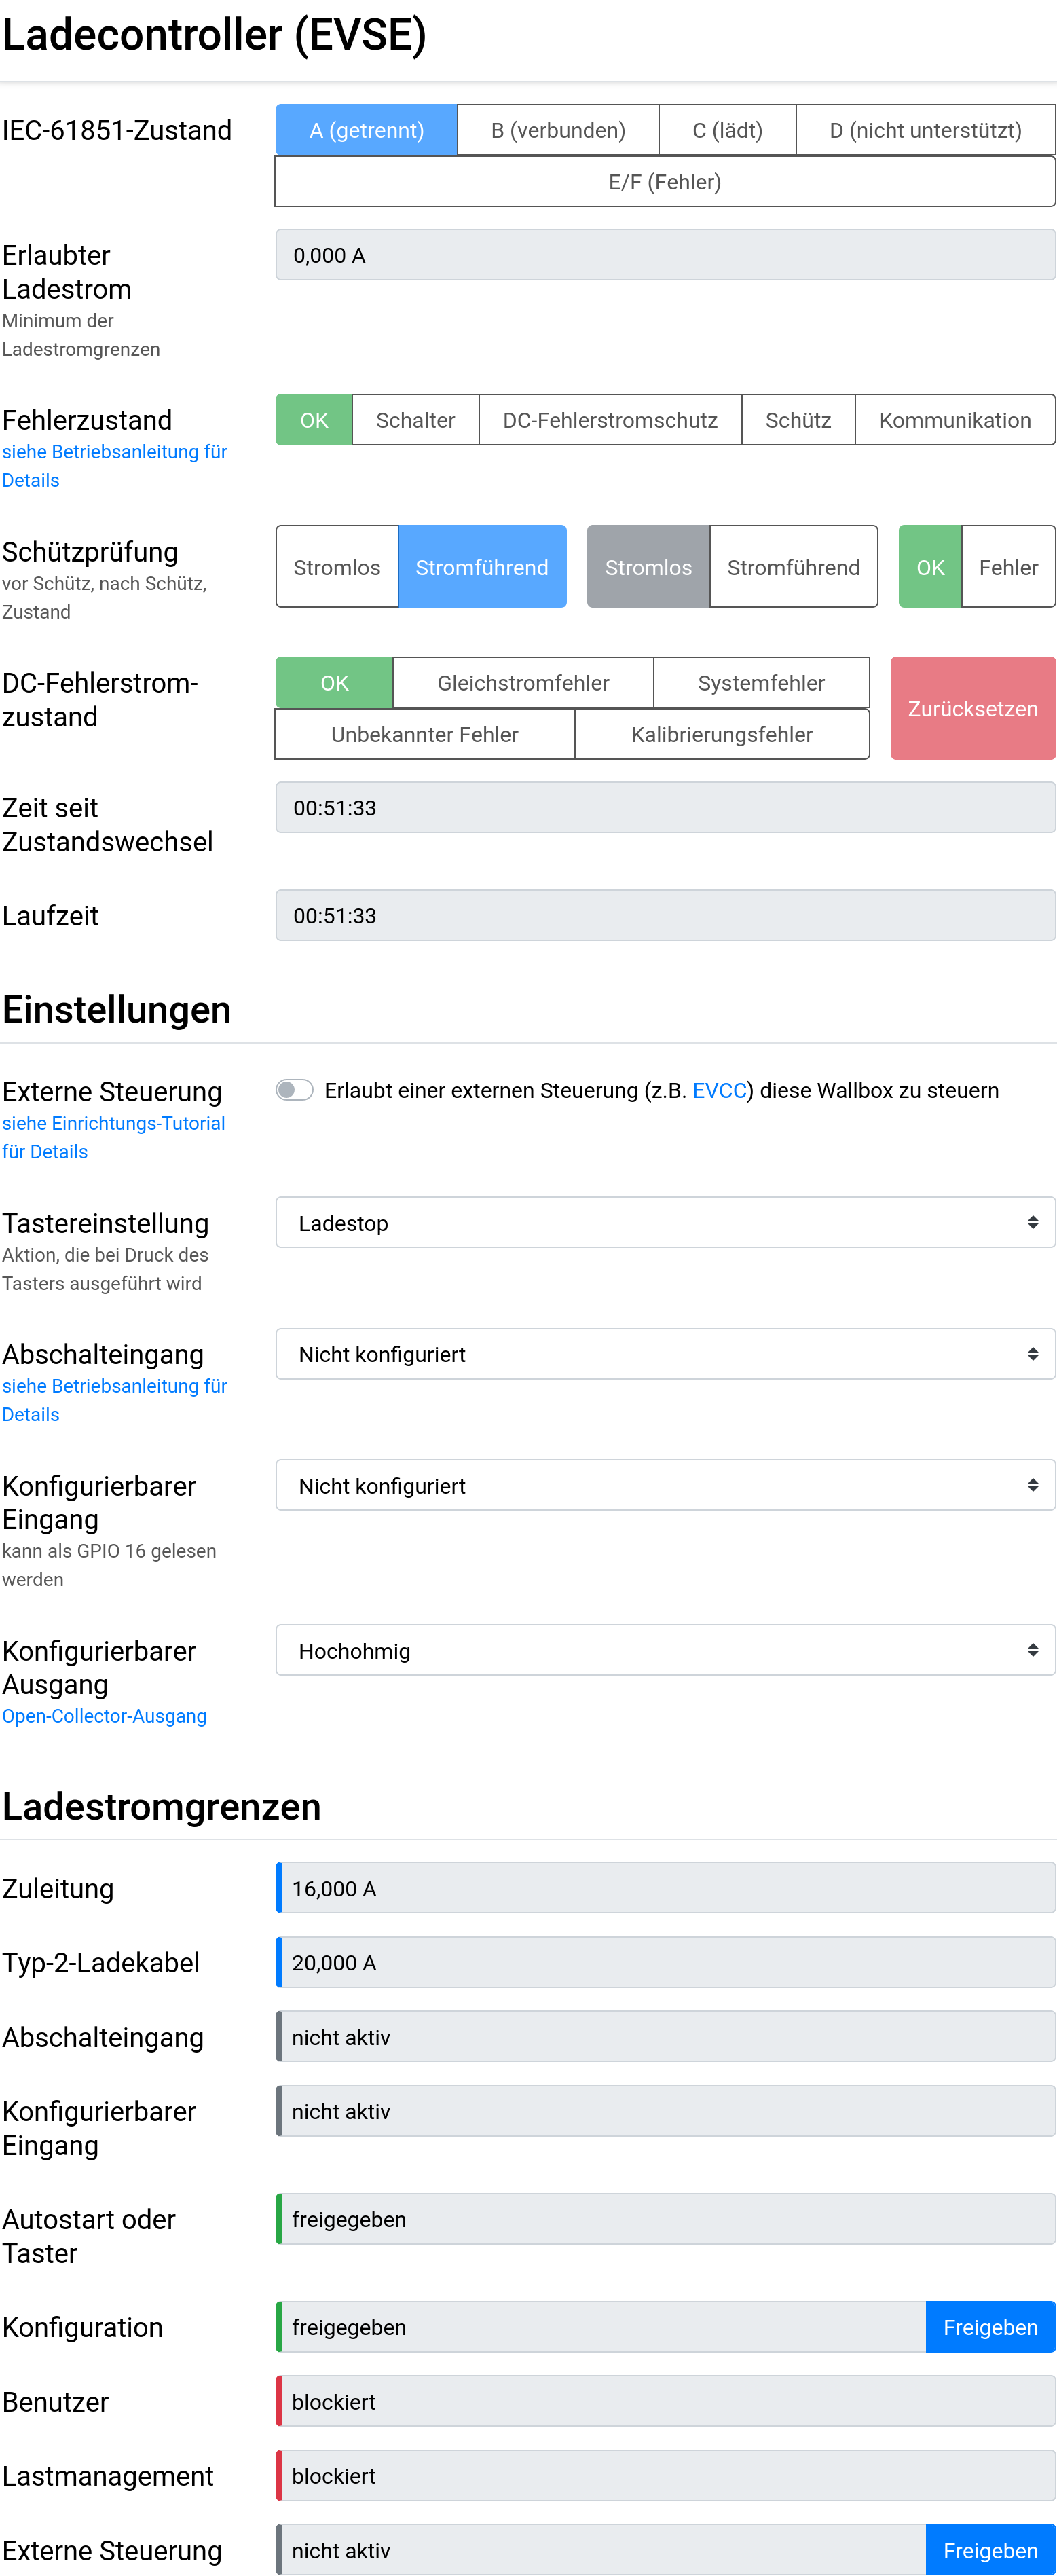 Ladecontroller (EVSE)
IEC-61851-Zustand
A (getrennt)
B (verbunden)
C (lädt)
D (nicht unterstützt)
E/F (Fehler)
Erlaubter
Ladestrom
Minimum der
Ladestromgrenzen
0,000 A
Fehlerzustand
siehe Betriebsanleitung für
Details
OK
Schalter
DC-Fehlerstromschutz
Schütz
Kommunikation
Schützprüfung
vor Schütz, nach Schütz,
Zustand
Stromlos
Stromführend
Stromlos
Stromführend
OK
Fehler
DC-Fehlerstrom-
zustand
OK
Gleichstromfehler
Systemfehler
Unbekannter Fehler
Kalibrierungsfehler
Zurücksetzen
Zeit seit
Zustandswechsel
00:51:33
Laufzeit
00:51:33
Einstellungen
Externe Steuerung
siehe Einrichtungs-Tutorial
für Details
Erlaubt einer externen Steuerung (z.B. EVCC) diese Wallbox zu steuern
Tastereinstellung
Aktion, die bei Druck des
Tasters ausgeführt wird
Ladestop
Abschalteingang
siehe Betriebsanleitung für
Details
Nicht konfiguriert
Konfigurierbarer
Eingang
kann als GPIO 16 gelesen
werden
Nicht konfiguriert
Konfigurierbarer
Ausgang
Open-Collector-Ausgang
Hochohmig
Ladestromgrenzen
Zuleitung
16,000 A
Typ-2-Ladekabel
20,000 A
Abschalteingang
nicht aktiv
Konfigurierbarer
Eingang
nicht aktiv
Autostart oder
Taster
freigegeben
Konfiguration
freigegeben
Freigeben
Benutzer
blockiert
Lastmanagement
blockiert
Externe Steuerung
nicht aktiv
Freigeben